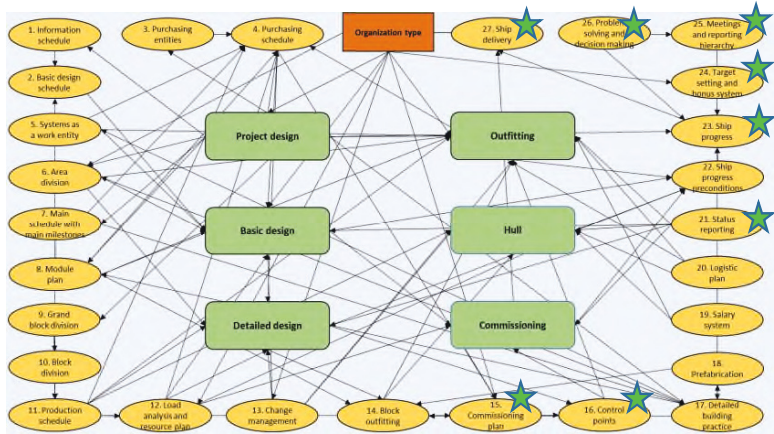 1. Information
schedule
3. Purchasing
entities
4. Purchasing
schedule
Organization type
27. Ship
delivery
26. Problem
solving and
decision making
25. Meetings
and reporting
hierarchy
2. Basic design
schedule
24. Target
setting and
bonus system
5. Systems as
a work entity
Project design
Outfitting
23. Ship
progress
6. Area
division
22. Ship
progress
preconditions
7. Main
schedule with
main milestones
Basic design
Hull
21. Status
reporting
8. Module
plan
20. Logistic
plan
9. Grand
block division
Detailed design
Commissioning
19. Salary
system
10. Block
division
18.
Prefabrication
11. Production
schedule
12. Load
analysis and
resource plan
13. Change
management
14. Block
outfitting
15.
Commissioning
plan
16. Control
points
17. Detailed
building
practice